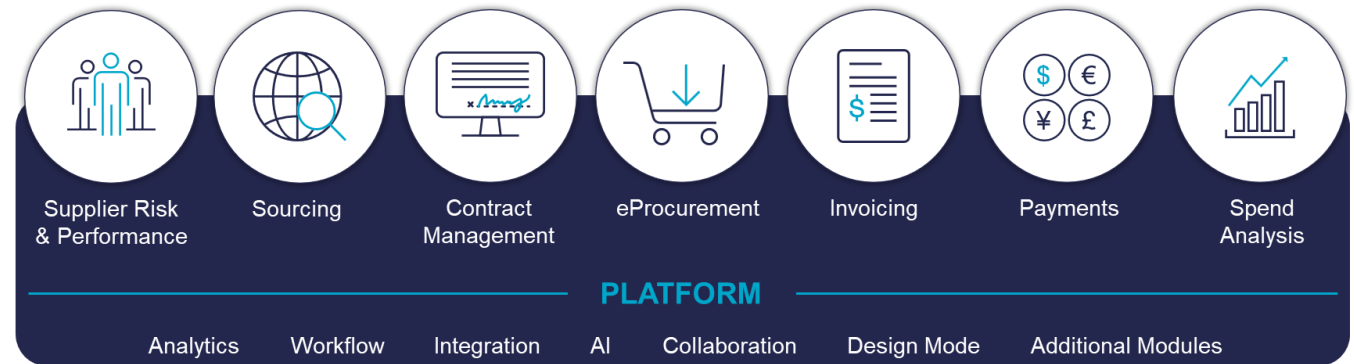 $ €
¥ £
$
×
Supplier Risk
& Performance
Sourcing
Contract
Management
eProcurement
Invoicing
Payments
Spend
Analysis
PLATFORM
Analytics Workflow Integration AI Collaboration Design Mode Additional Modules